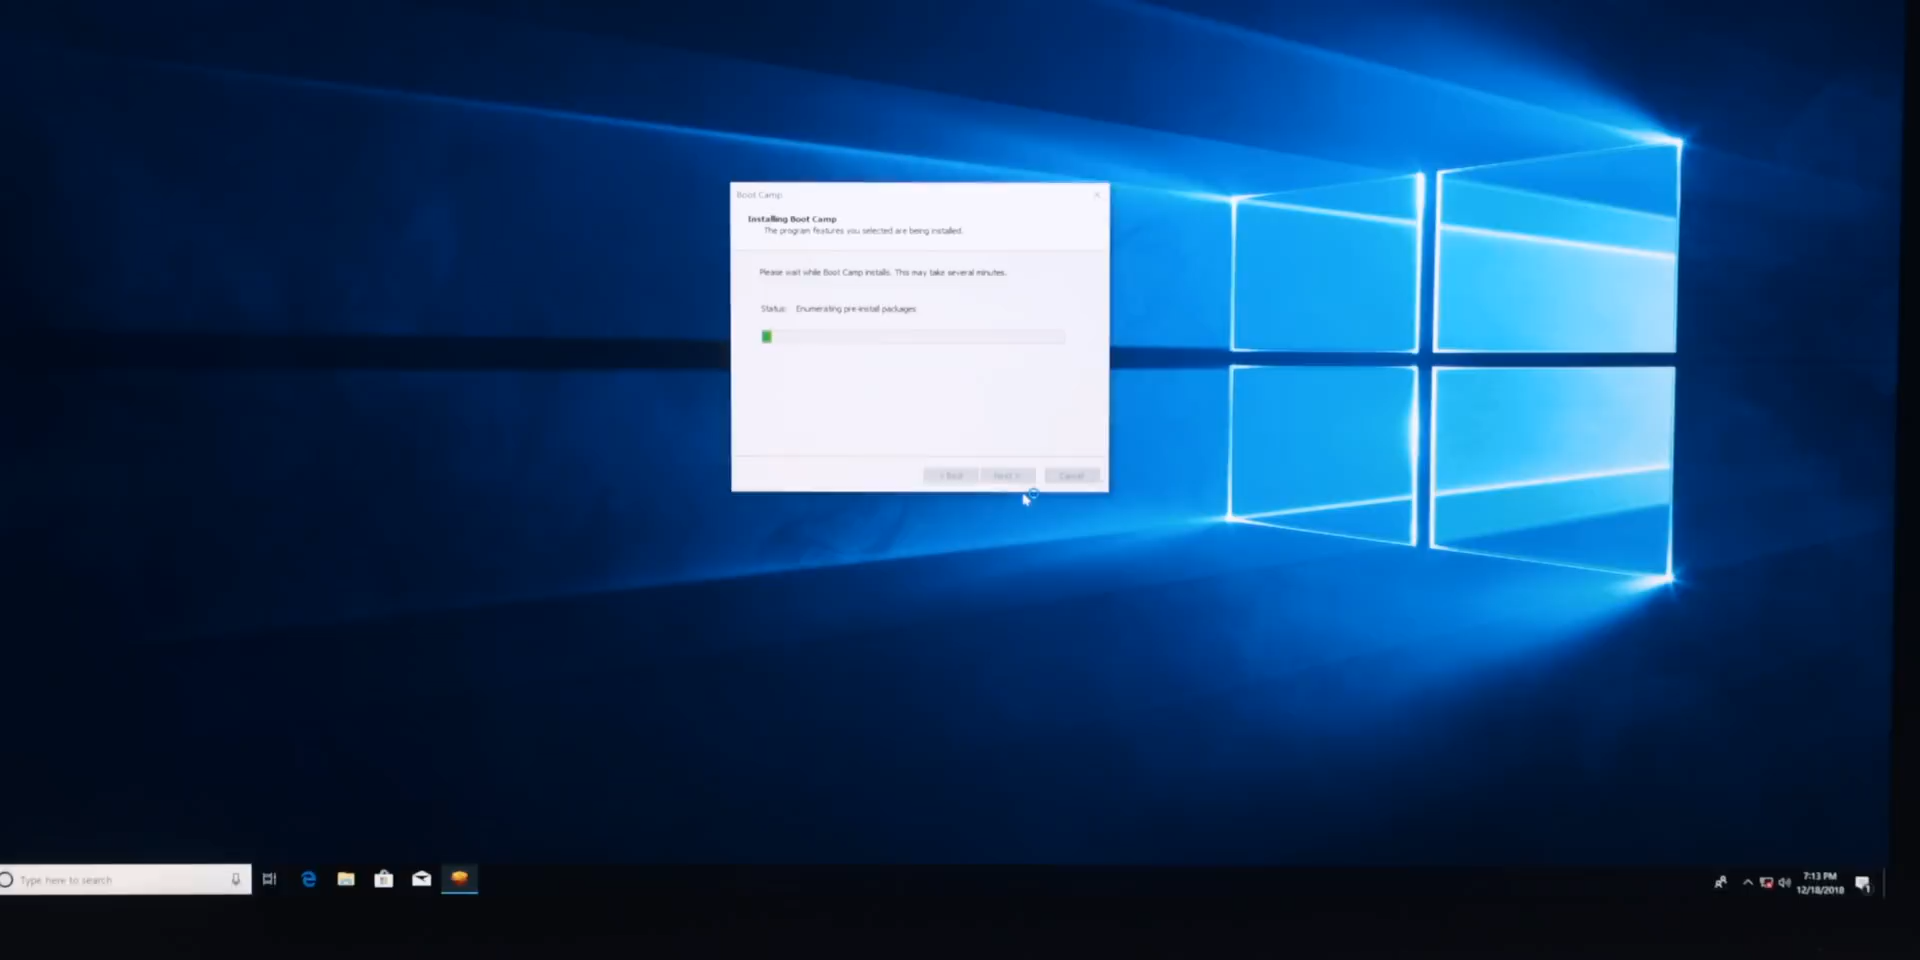 Boot Camp
Installing Boot Camp
The program features you selected are being installed.
Please wait while Boot Camp installs. This may take several minutes.
Status: Enumerating pre-install packages
< Back Next > Cancel
Type here to search
7:13 PM
12/18/2018